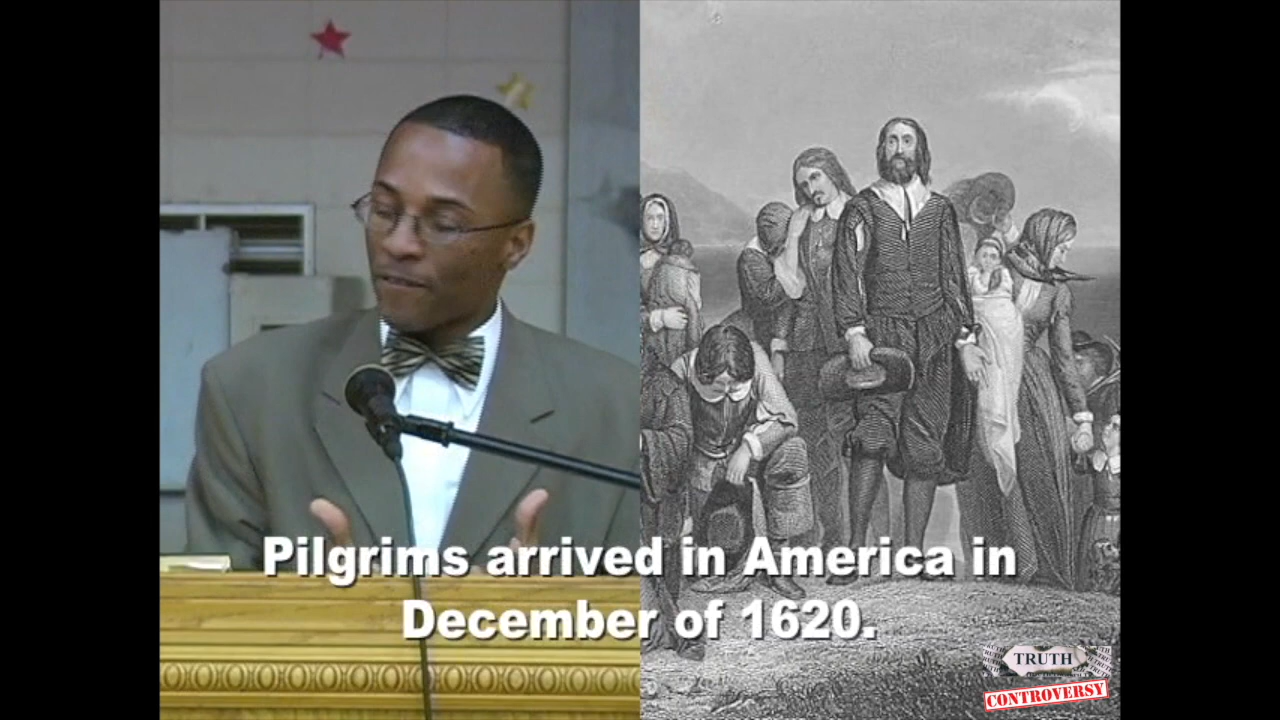 Pilgrims arrived in America in
December of 1620.
TRUTH
CONTROVERSY